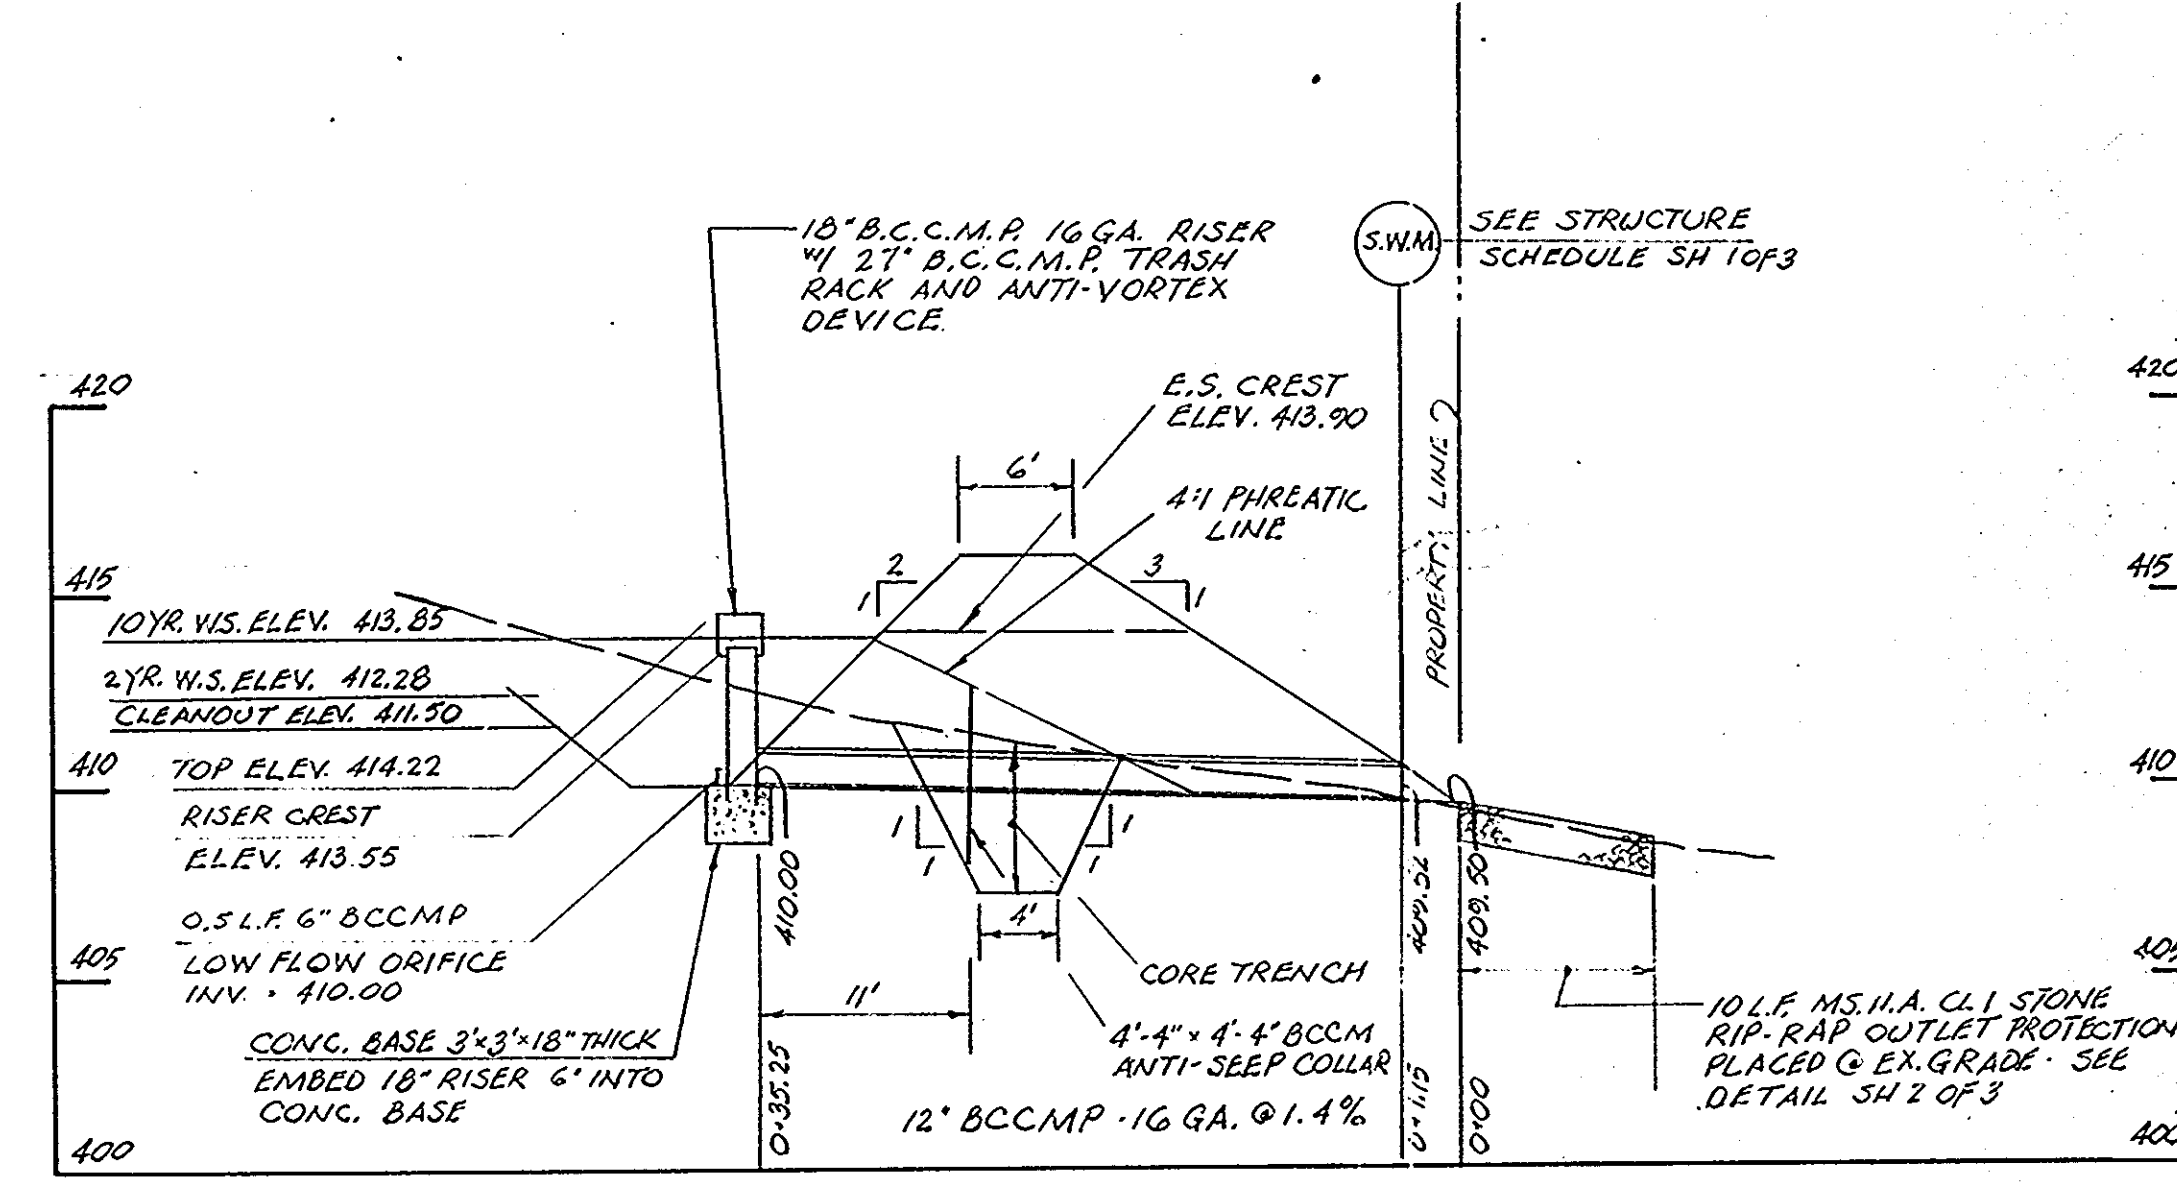 18" B.C.C.M.P. 16 GA. RISER
W/ 27" B.C.C.M.P. TRASH
RACK AND ANTI-VORTEX
DEVICE.
S.W.M.
SEE STRUCTURE
SCHEDULE SH 1 OF 3
E.S. CREST
ELEV. 413.90
6'
4:1 PHREATIC
LINE
PROPERTY LINE
420
420
415
415
410
410
405
405
400
400
2
1
3
1
10 YR. W.S. ELEV. 413.85
2 YR. W.S. ELEV. 412.28
CLEANOUT ELEV. 411.50
TOP ELEV. 414.22
RISER CREST
ELEV. 413.55
0.5 L.F. 6" BCCMP
LOW FLOW ORIFICE
INV. = 410.00
CONC. BASE 3'x3'x18" THICK
EMBED 18" RISER 6" INTO
CONC. BASE
410.00
1
1
1
1
4'
11'
CORE TRENCH
4'-4" x 4'-4" BCCM
ANTI-SEEP COLLAR
12" BCCMP - 16 GA. @ 1.4%
0+35.25
409.50
0+00
10 L.F. MS.H.A. CL 1 STONE
RIP-RAP OUTLET PROTECTION
PLACED @ EX. GRADE - SEE
DETAIL SH 2 OF 3